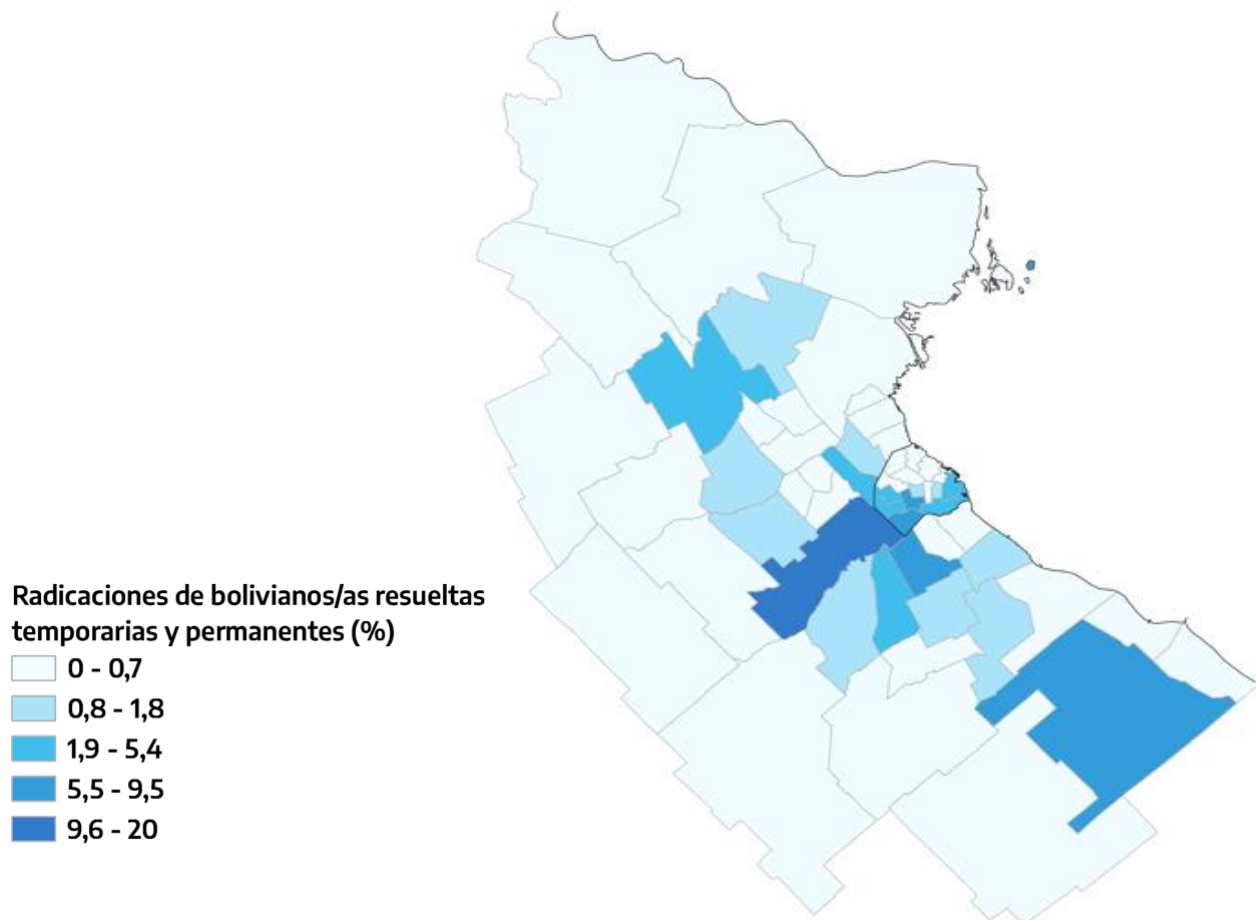 Radicaciones de bolivianos/as resueltas
temporarias y permanentes (%)
0 - 0,7
0,8 - 1,8
1,9 - 5,4
5,5 - 9,5
9,6 - 20